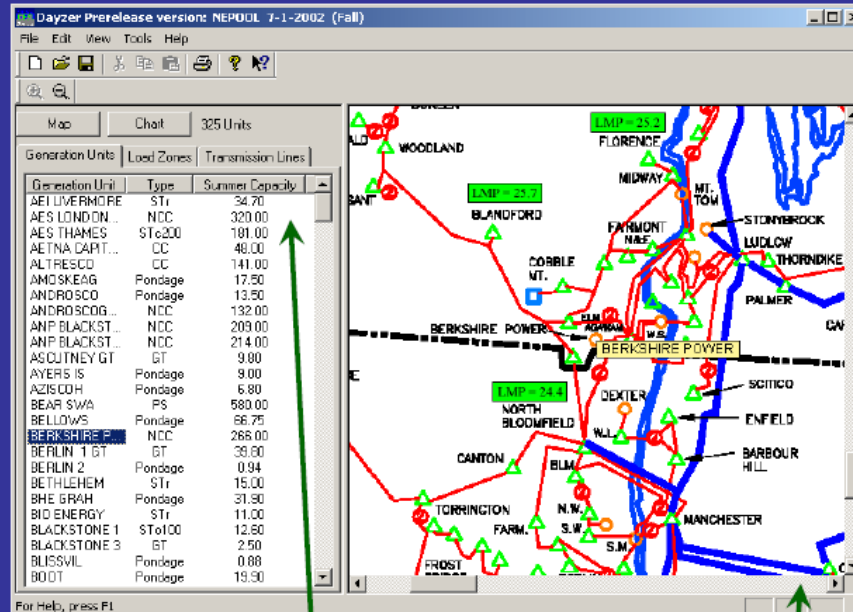 Dayzer Prerelease version: NEPOOL 7-1-2002 (Fall)
File Edit View Tools Help
Map Chart 325 Units
Generation Units Load Zones Transmission Lines
Generation Unit Type Summer Capacity
AEI LIVERMORE STr 34.70
AES LONDON... NCC 320.00
AES THAMES STc200 181.00
AETNA CAPIT... CC 48.00
ALTRESCO CC 141.00
AMOSKEAG Pondage 17.50
ANDROSCO Pondage 13.50
ANDROSCOG... NCC 132.00
ANP BLACKST... NCC 209.00
ANP BLACKST... NCC 214.00
ASCUTNEY GT GT 9.80
AYERS IS Pondage 9.00
AZISCOH Pondage 6.80
BEAR SWA PS 580.00
BELLOWS Pondage 66.75
BERKSHIRE P... NCC 266.00
BERLIN 1 GT GT 39.60
BERLIN 2 Pondage 0.94
BETHLEHEM STr 15.00
BHE GRAH Pondage 31.90
BIO ENERGY STr 11.00
BLACKSTONE 1 STo100 12.60
BLACKSTONE 3 GT 2.50
BLISSVIL Pondage 0.88
BOOT Pondage 19.90
LMP = 25.2
FLORENCE
WOODLAND
MIDWAY
MT.
TOM
LMP = 25.7
BLANDFORD
FAIRMONT
STONYBROOK
LUDLOW
THORNDIKE
COBBLE
MT.
PALMER
BERKSHIRE POWER
BERKSHIRE POWER
LMP = 24.4
NORTH
BLOOMFIELD
DEXTER
SCITICO
ENFIELD
W.L.
BARBOUR
HILL
CANTON
BLM.
TORRINGTON
FARM.
N.W.
S.W.
S.M.
MANCHESTER
FROST
For Help, press F1